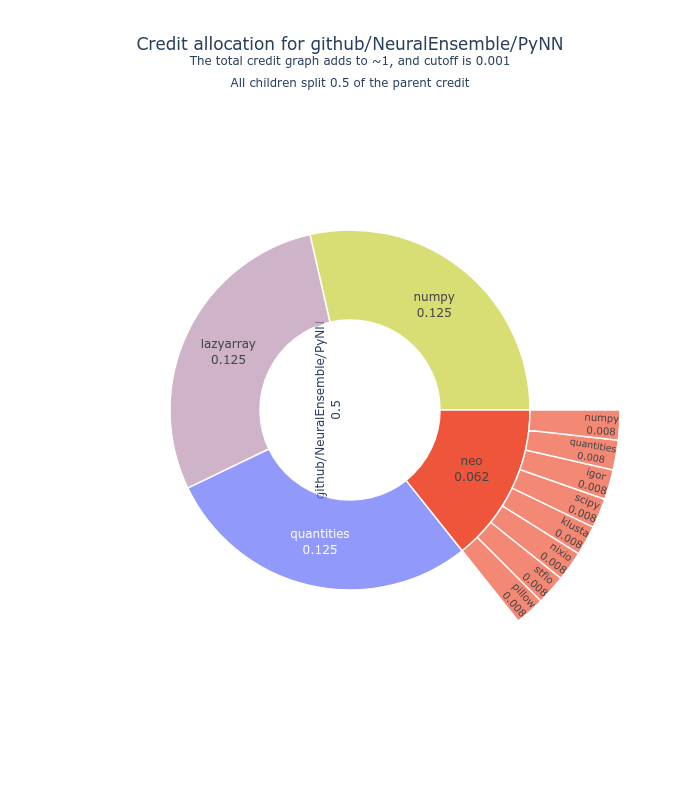 Credit allocation for github/NeuralEnsemble/PyNN
The total credit graph adds to ~1, and cutoff is 0.001
All children split 0.5 of the parent credit
numpy
0.125
lazyarray
0.125
github/NeuralEnsemble/PyNN
0.5
quantities
0.125
neo
0.062
numpy
0.008
quantities
0.008
igor
0.008
scipy
0.008
klusta
0.008
nixio
0.008
stfio
0.008
pillow
0.008